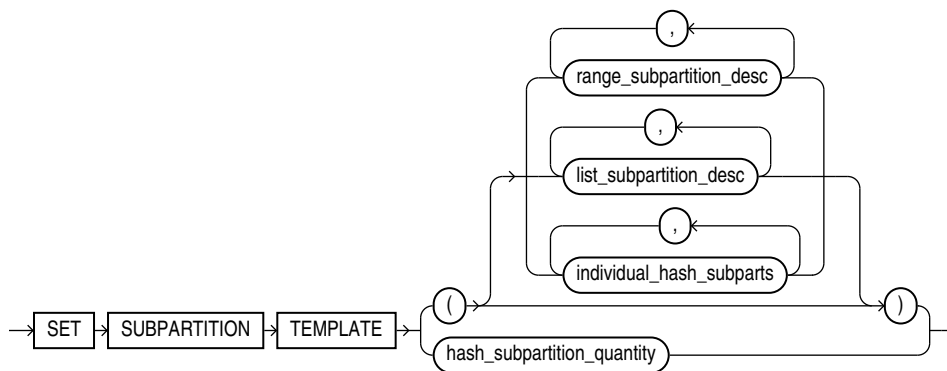 ,
range_subpartition_desc
,
list_subpartition_desc
,
individual_hash_subparts
( )
SET SUBPARTITION TEMPLATE
hash_subpartition_quantity